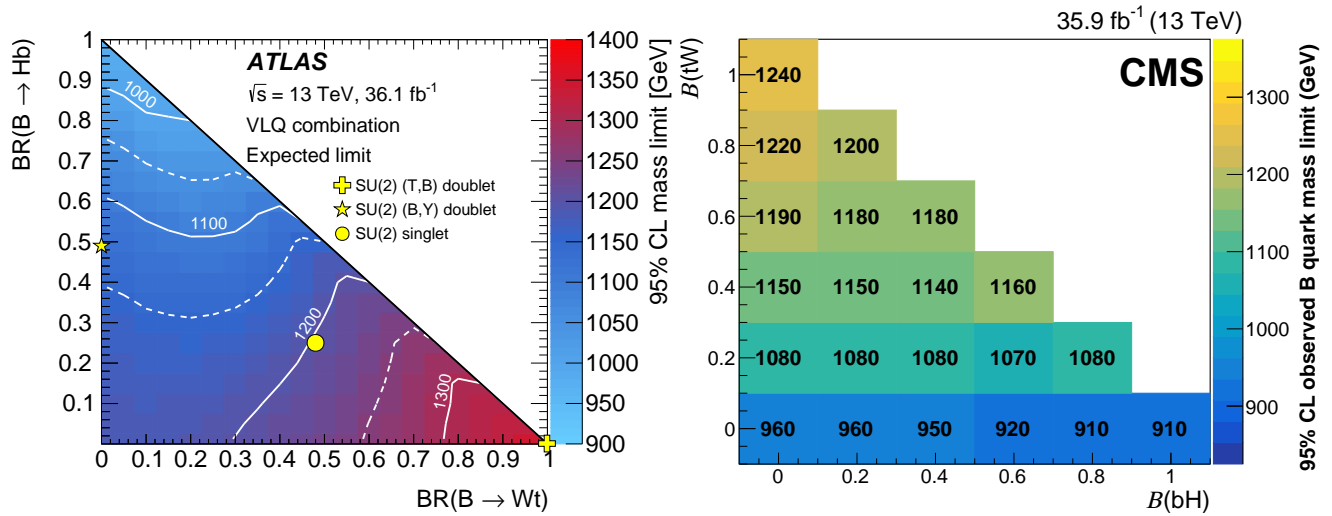 BR(B → Hb)
1
0.9
0.8
0.7
0.6
0.5
0.4
0.3
0.2
0.1
0 0.1 0.2 0.3 0.4 0.5 0.6 0.7 0.8 0.9 1
BR(B → Wt)
ATLAS
√s = 13 TeV, 36.1 fb⁻¹
VLQ combination
Expected limit
SU(2) (T,B) doublet
SU(2) (B,Y) doublet
SU(2) singlet
1000
1100
1200
1300
1400
1350
1300
1250
1200
1150
1100
1050
1000
950
900
95% CL mass limit [GeV]
35.9 fb⁻¹ (13 TeV)
CMS
B(tW)
1
0.8
0.6
0.4
0.2
0
1240
1220 1200
1190 1180 1180
1150 1150 1140 1160
1080 1080 1080 1070 1080
960 960 950 920 910 910
0 0.2 0.4 0.6 0.8 1
B(bH)
1300
1200
1100
1000
900
95% CL observed B quark mass limit (GeV)